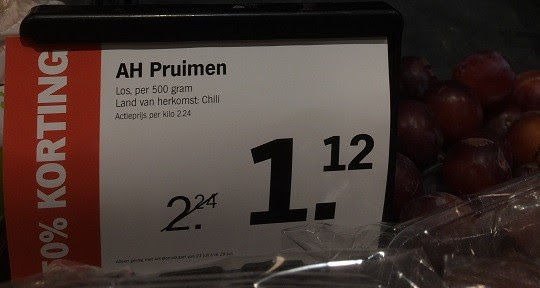 0% KORTING
AH Pruimen
Los, per 500 gram
Land van herkomst: Chili
Actieprijs per kilo 2.24
2.24
1.12